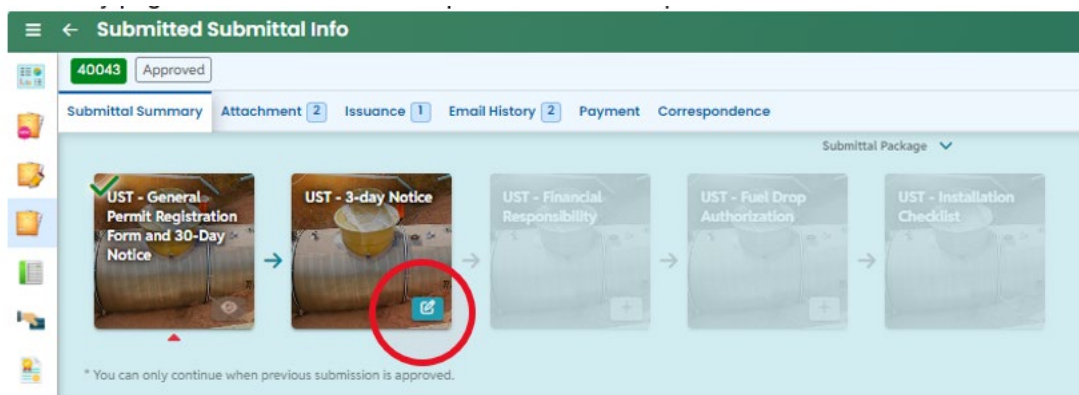 Submitted Submittal Info
40043 Approved
Submittal Summary Attachment 2 Issuance 1 Email History 2 Payment Correspondence
Submittal Package
UST - General
Permit Registration
Form and 30-Day
Notice
UST - 3-day Notice
UST - Financial
Responsibility
UST - Fuel Drop
Authorization
UST - Installation
Checklist
* You can only continue when previous submission is approved.